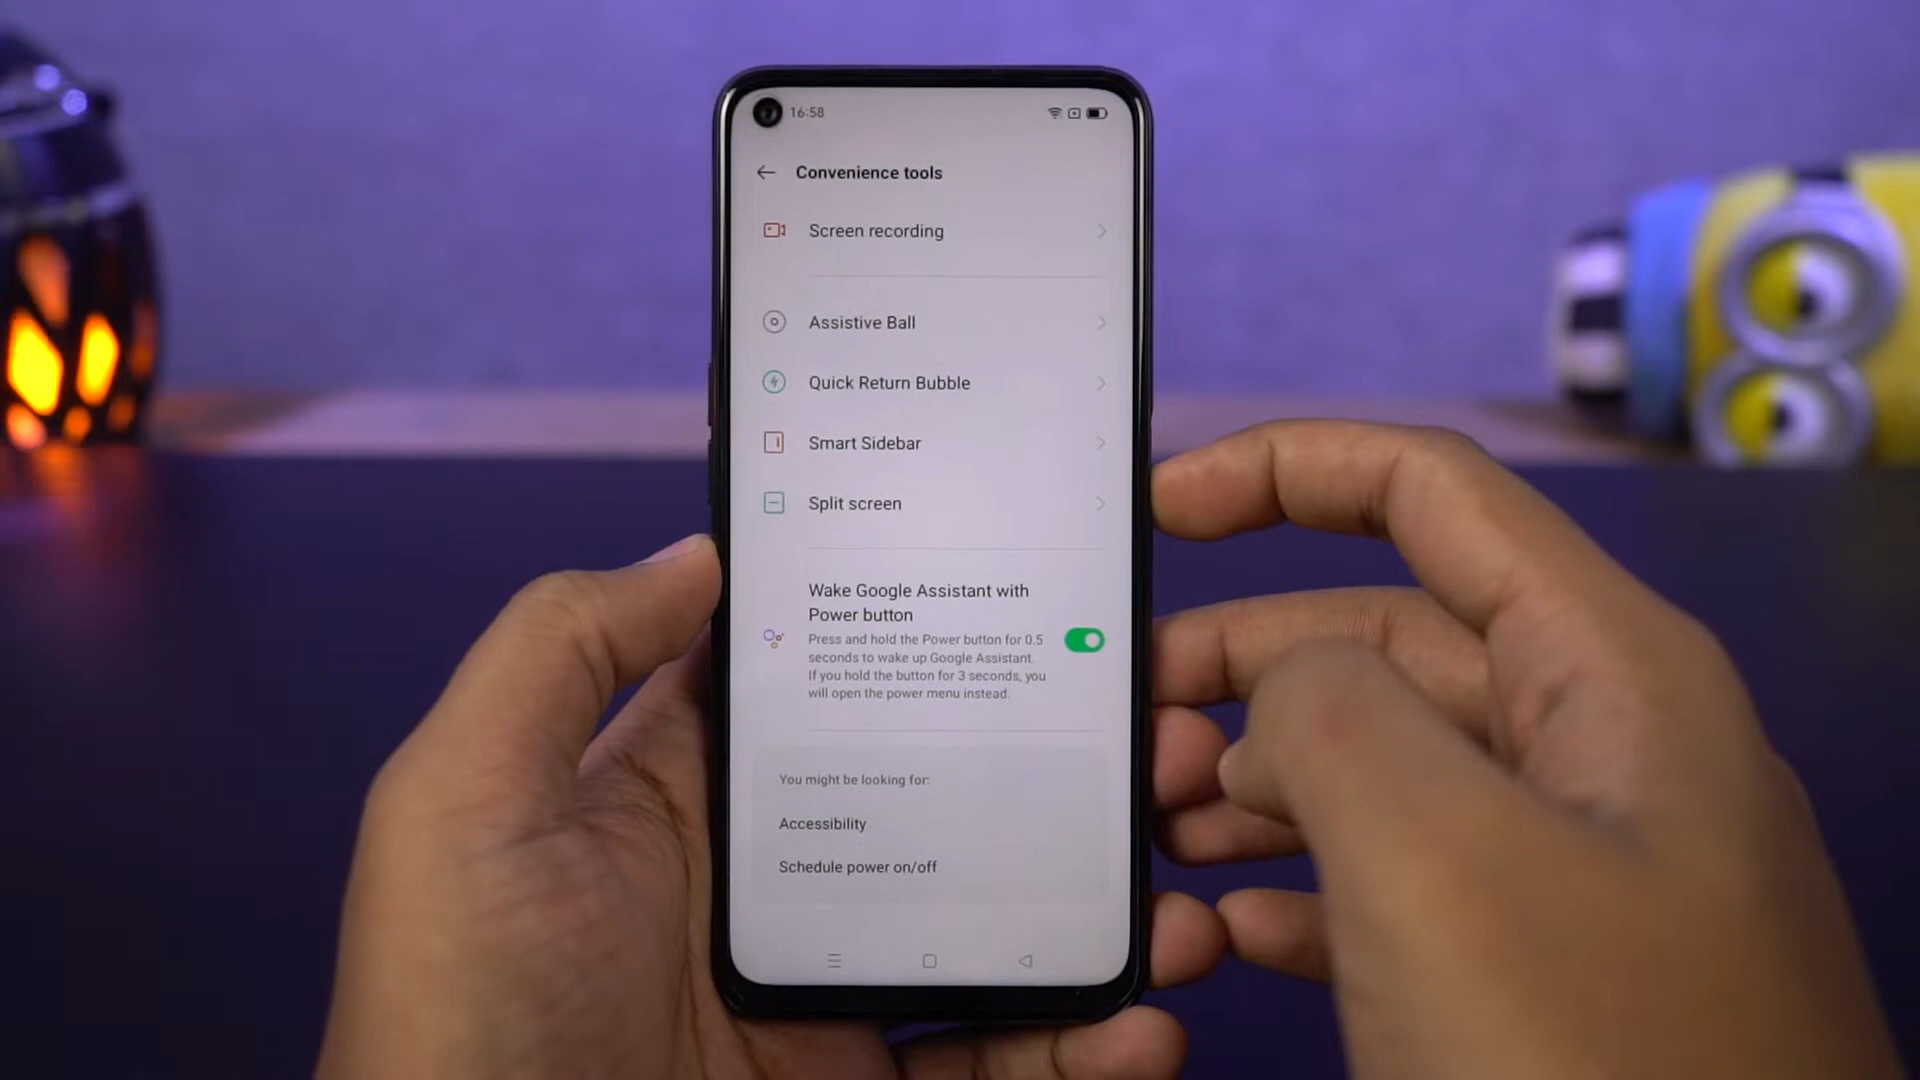 16:58
Convenience tools
Screen recording
Assistive Ball
Quick Return Bubble
Smart Sidebar
Split screen
Wake Google Assistant with
Power button
Press and hold the Power button for 0.5
seconds to wake up Google Assistant.
If you hold the button for 3 seconds, you
will open the power menu instead.
You might be looking for:
Accessibility
Schedule power on/off